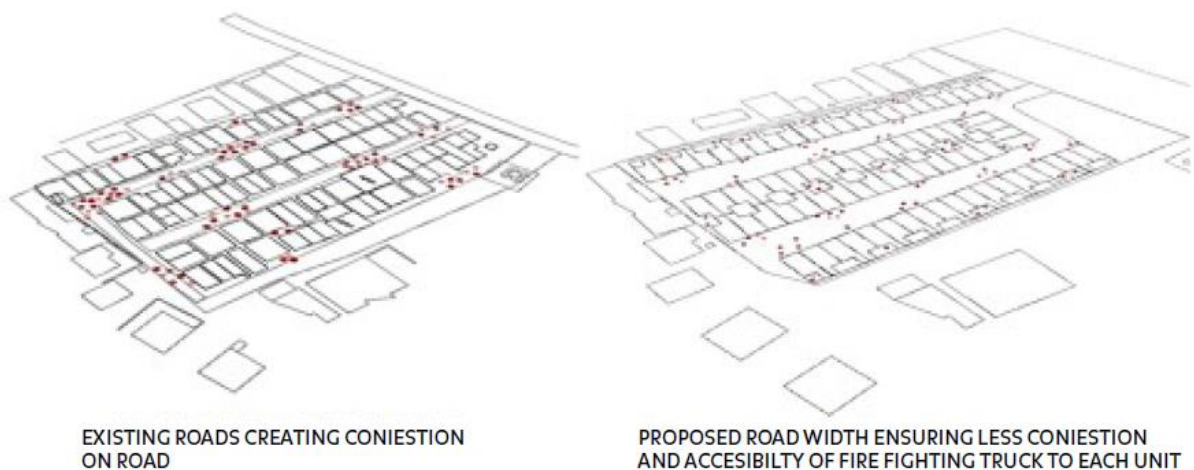 EXISTING ROADS CREATING CONIESTION
ON ROAD
PROPOSED ROAD WIDTH ENSURING LESS CONIESTION
AND ACCESIBILTY OF FIRE FIGHTING TRUCK TO EACH UNIT